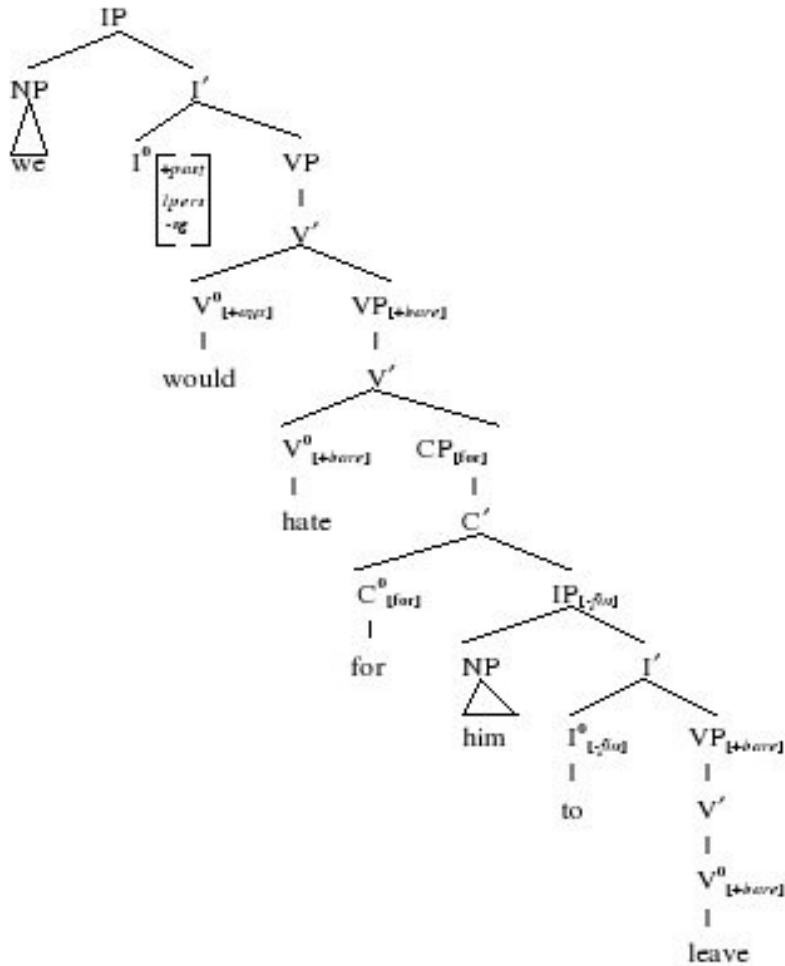 IP
NP I′
we I⁰ [+past VP
1pers
-sg]
V′
V⁰ VP[+bare]
would V′
V⁰[+bare] CP[for]
hate C′
C⁰[for] IP[-fin]
for NP I′
him I⁰[-fin] VP[+bare]
to V′
V⁰[+bare]
leave